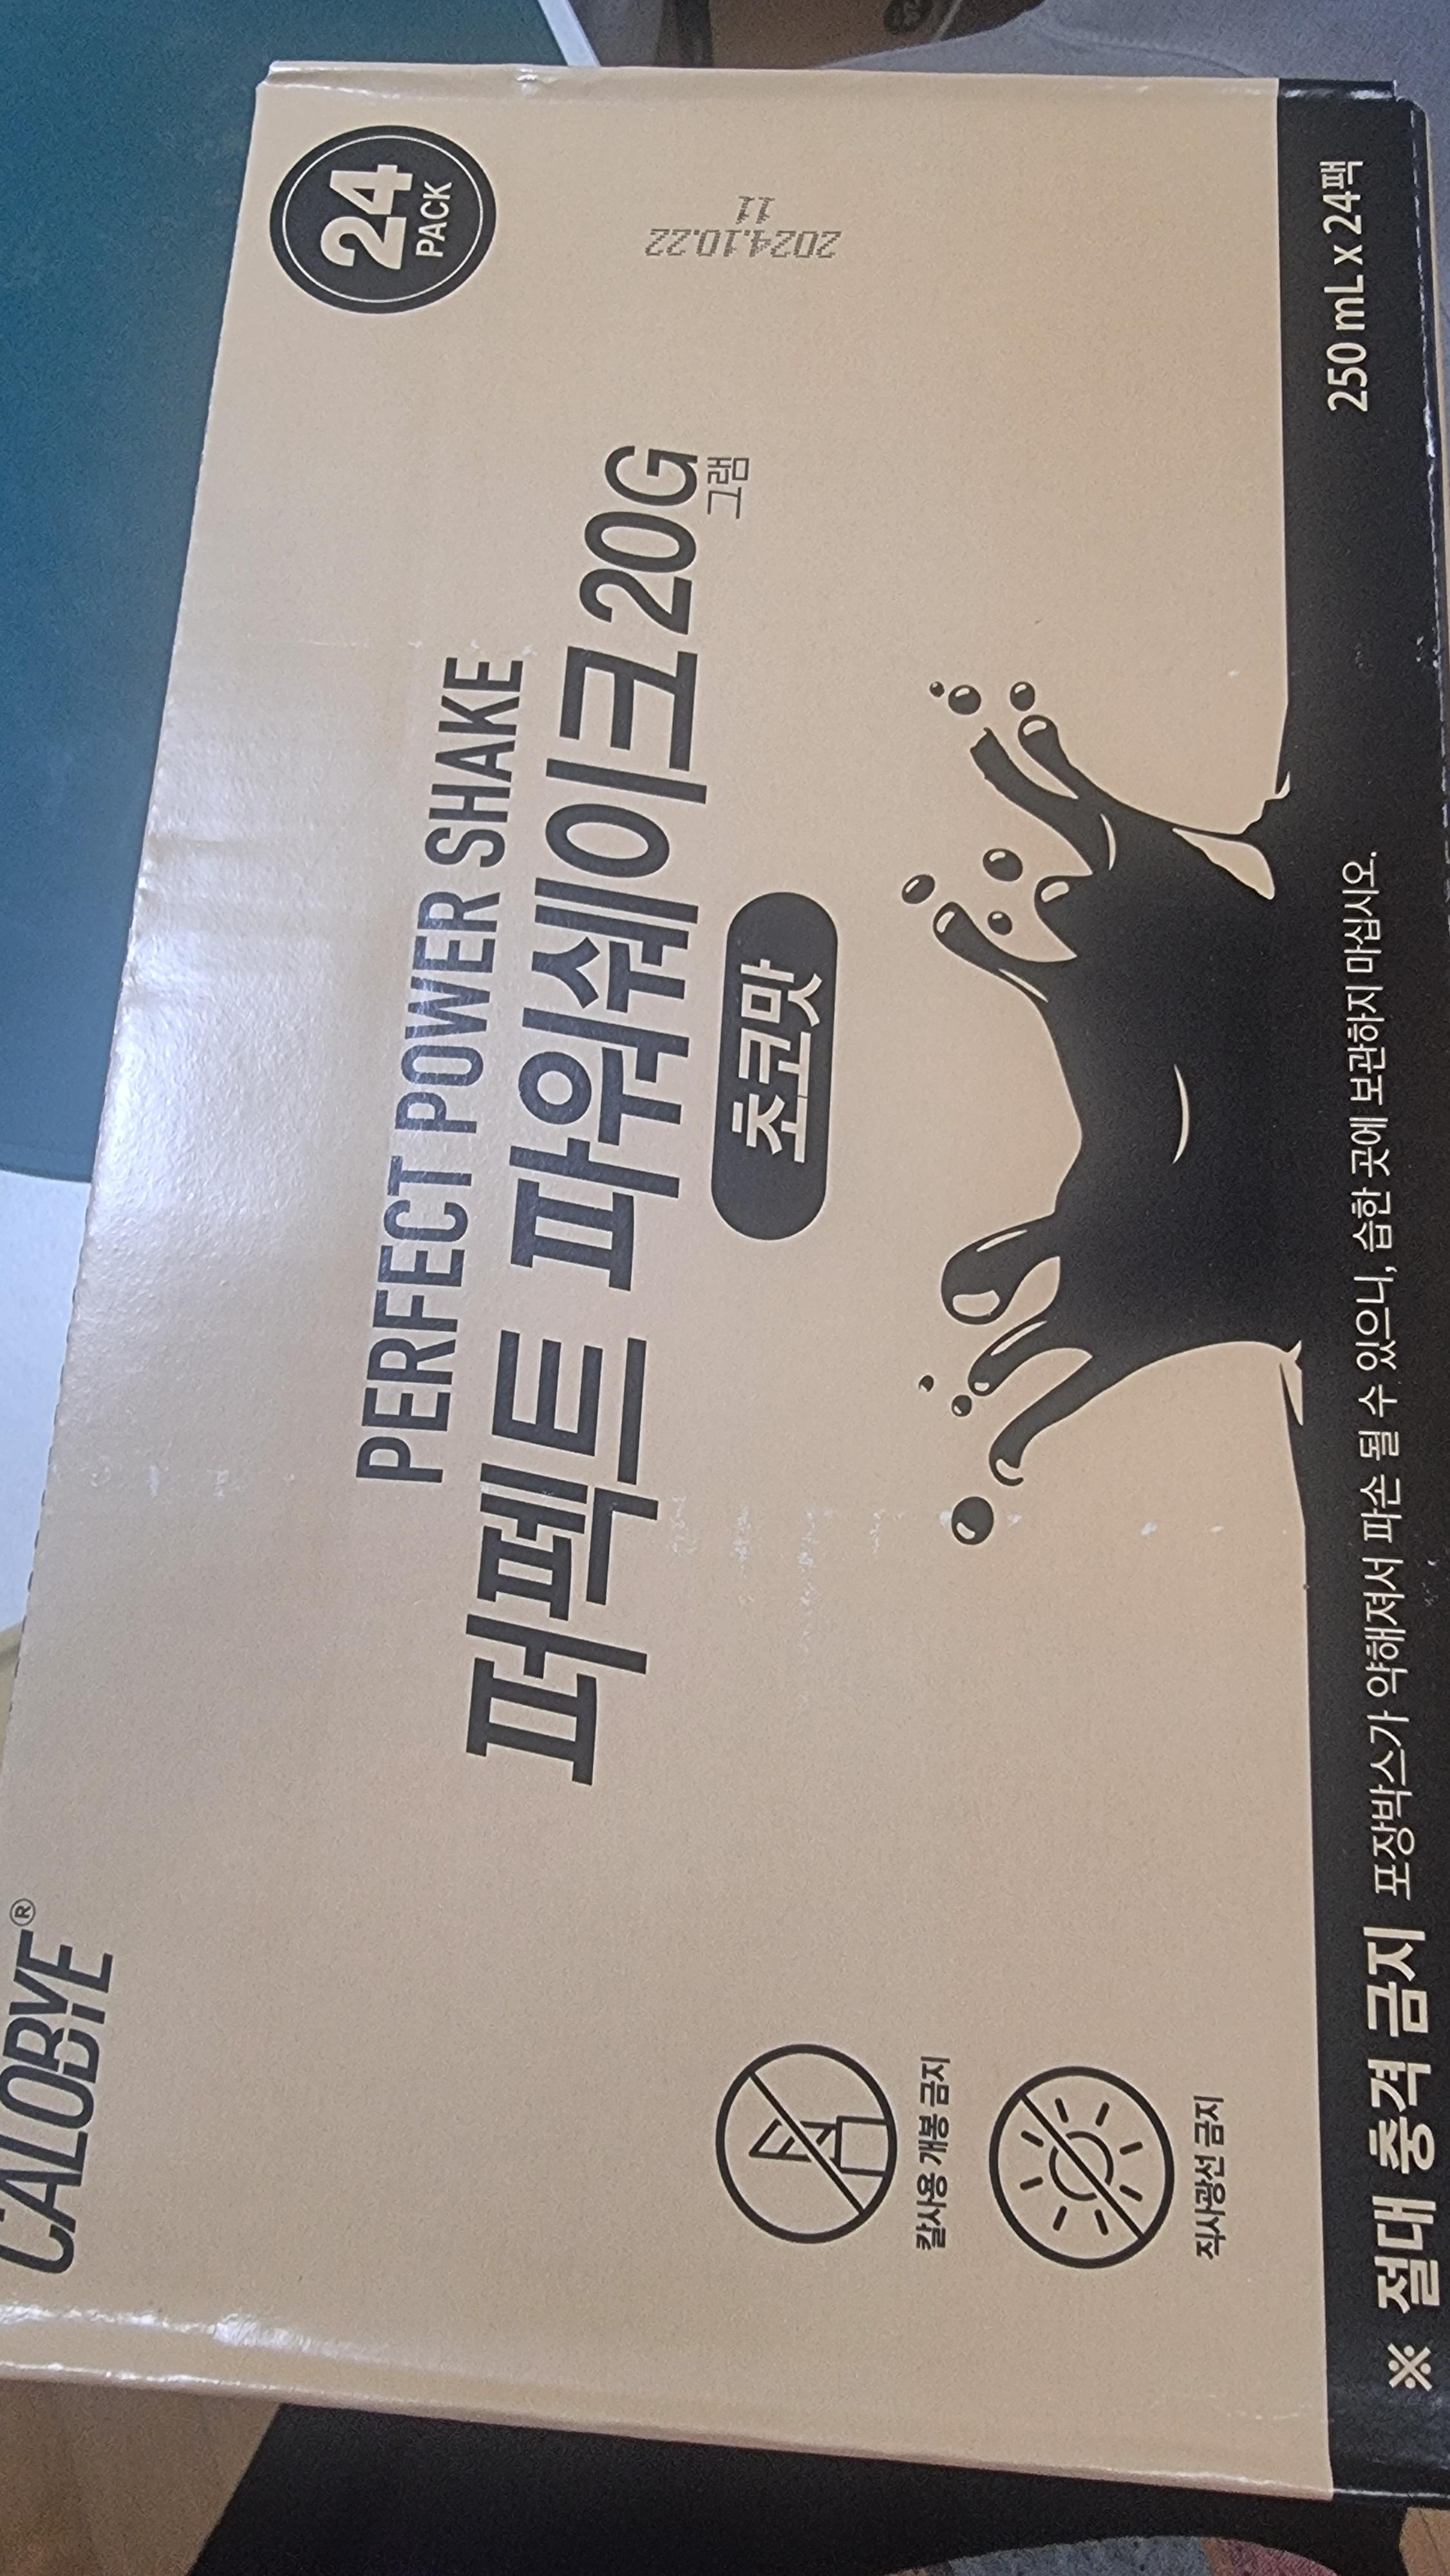 CALOBYE®
24
PACK
PERFECT POWER SHAKE
퍼펙트 파워쉐이크 20G
그램
초코맛
2024.10.22
11
칼사용 개봉 금지
직사광선 금지
250 mL x 24팩
※ 절대 충격 금지 포장박스가 약해져서 파손 될 수 있으니, 습한 곳에 보관하지 마십시오.